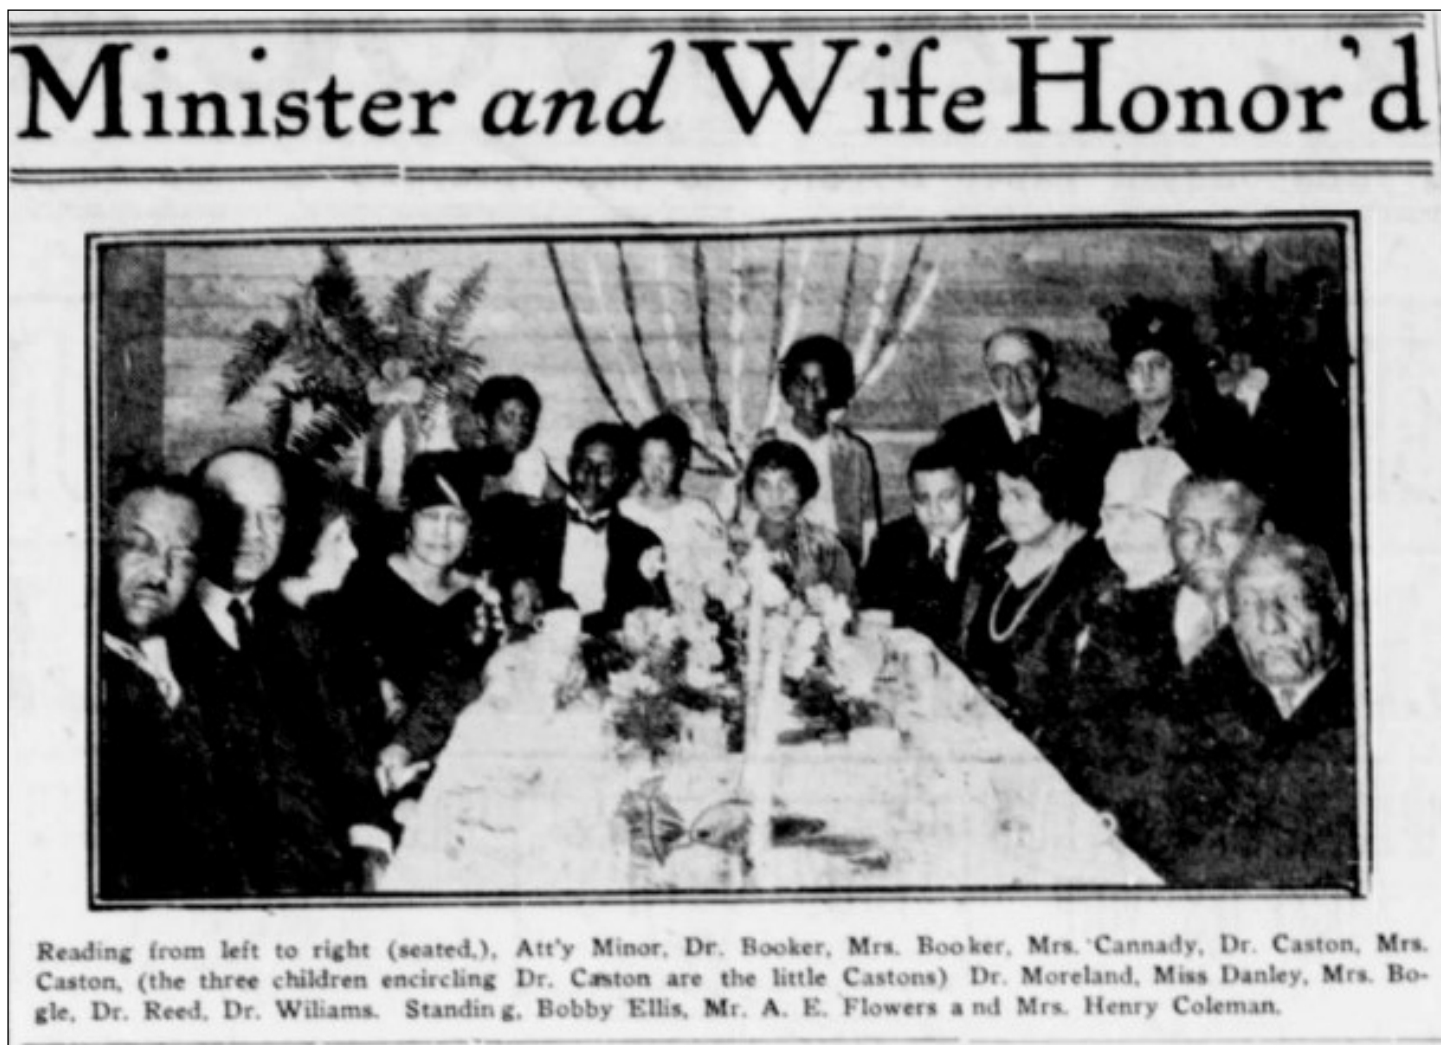 Minister and Wife Honor'd
Reading from left to right (seated,), Att'y Minor, Dr. Booker, Mrs. Booker, Mrs. Cannady, Dr. Caston, Mrs.
Caston, (the three children encircling Dr. Caston are the little Castons) Dr. Moreland, Miss Danley, Mrs. Bo-
gle, Dr. Reed, Dr. Wiliams. Standing, Bobby Ellis, Mr. A. E. Flowers and Mrs. Henry Coleman.